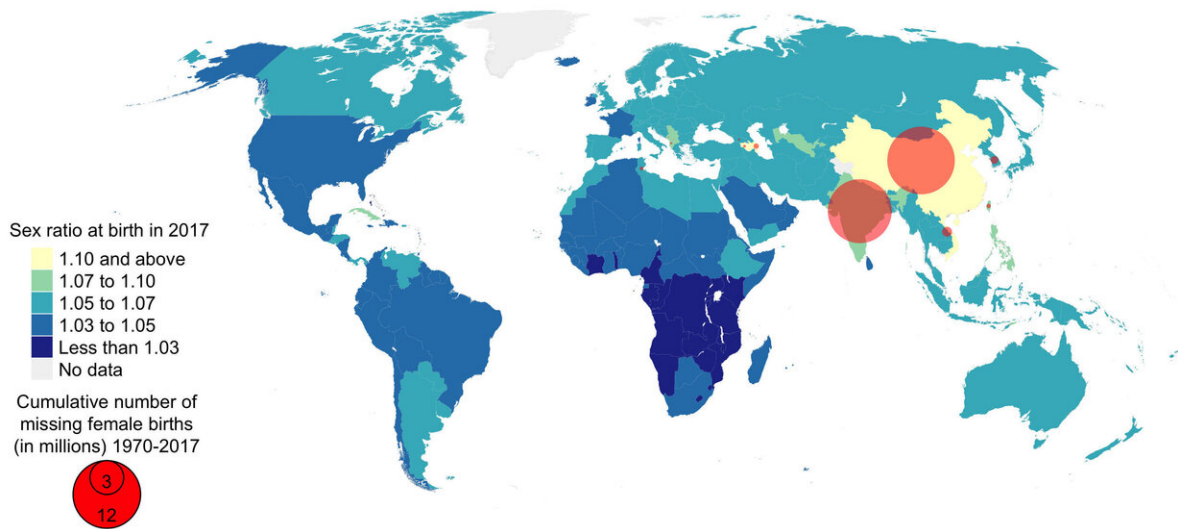 Sex ratio at birth in 2017
1.10 and above
1.07 to 1.10
1.05 to 1.07
1.03 to 1.05
Less than 1.03
No data
Cumulative number of
missing female births
(in millions) 1970-2017
3
12